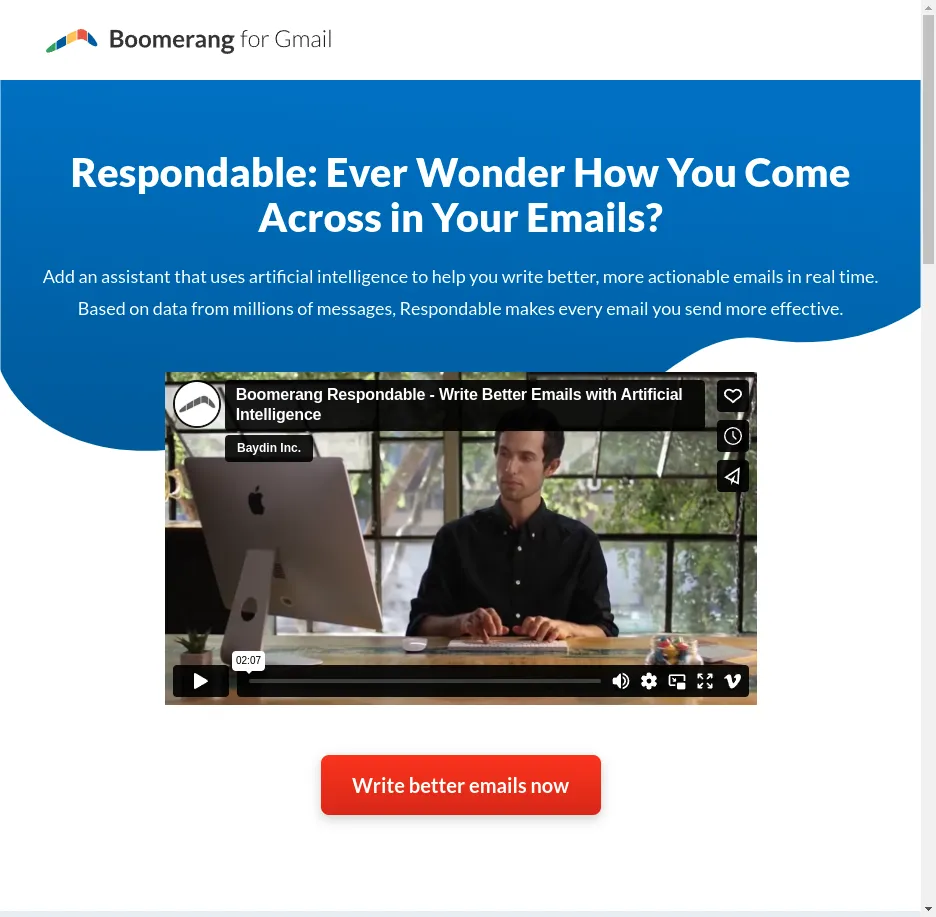 Boomerang for Gmail
Respondable: Ever Wonder How You Come
Across in Your Emails?
Add an assistant that uses artificial intelligence to help you write better, more actionable emails in real time.
Based on data from millions of messages, Respondable makes every email you send more effective.
Boomerang Respondable - Write Better Emails with Artificial
Intelligence
Baydin Inc.
02:07
Write better emails now